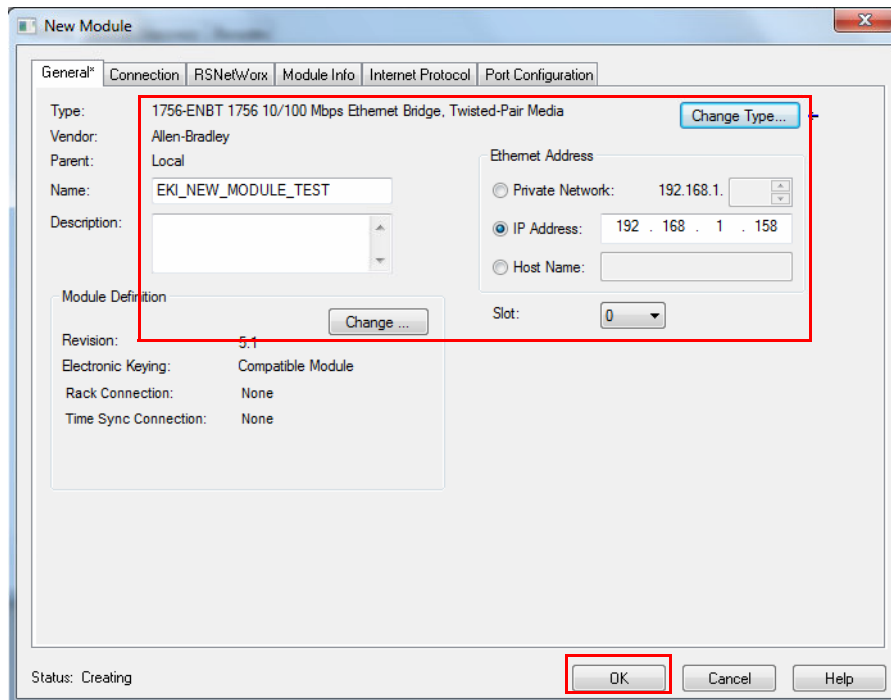 New Module
General* Connection RSNetWorx Module Info Internet Protocol Port Configuration
Type: 1756-ENBT 1756 10/100 Mbps Ethernet Bridge, Twisted-Pair Media Change Type...
Vendor: Allen-Bradley
Parent: Local
Name: EKI_NEW_MODULE_TEST
Description:
Ethernet Address
Private Network: 192.168.1.
IP Address: 192 . 168 . 1 . 158
Host Name:
Slot: 0
Module Definition
Change ...
Revision: 5.1
Electronic Keying: Compatible Module
Rack Connection: None
Time Sync Connection: None
Status: Creating
OK Cancel Help